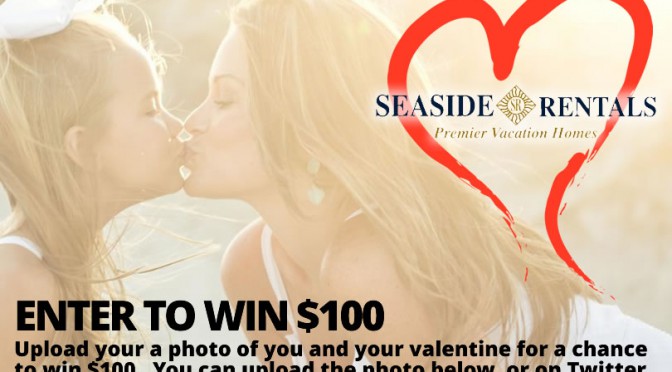 SEASIDE SR RENTALS
Premier Vacation Homes
ENTER TO WIN $100
Upload your a photo of you and your valentine for a chance
to win $100. You can upload the photo below, or on Twitter